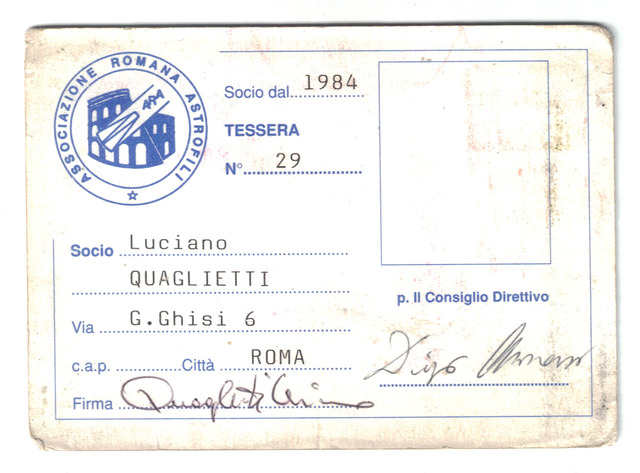 ASSOCIAZIONE ROMANA ASTROFILI
ARA
Socio dal 1984
TESSERA
N° 29
Socio Luciano
QUAGLIETTI
Via G.Ghisi 6
c.a.p. Città ROMA
Firma
p. Il Consiglio Direttivo